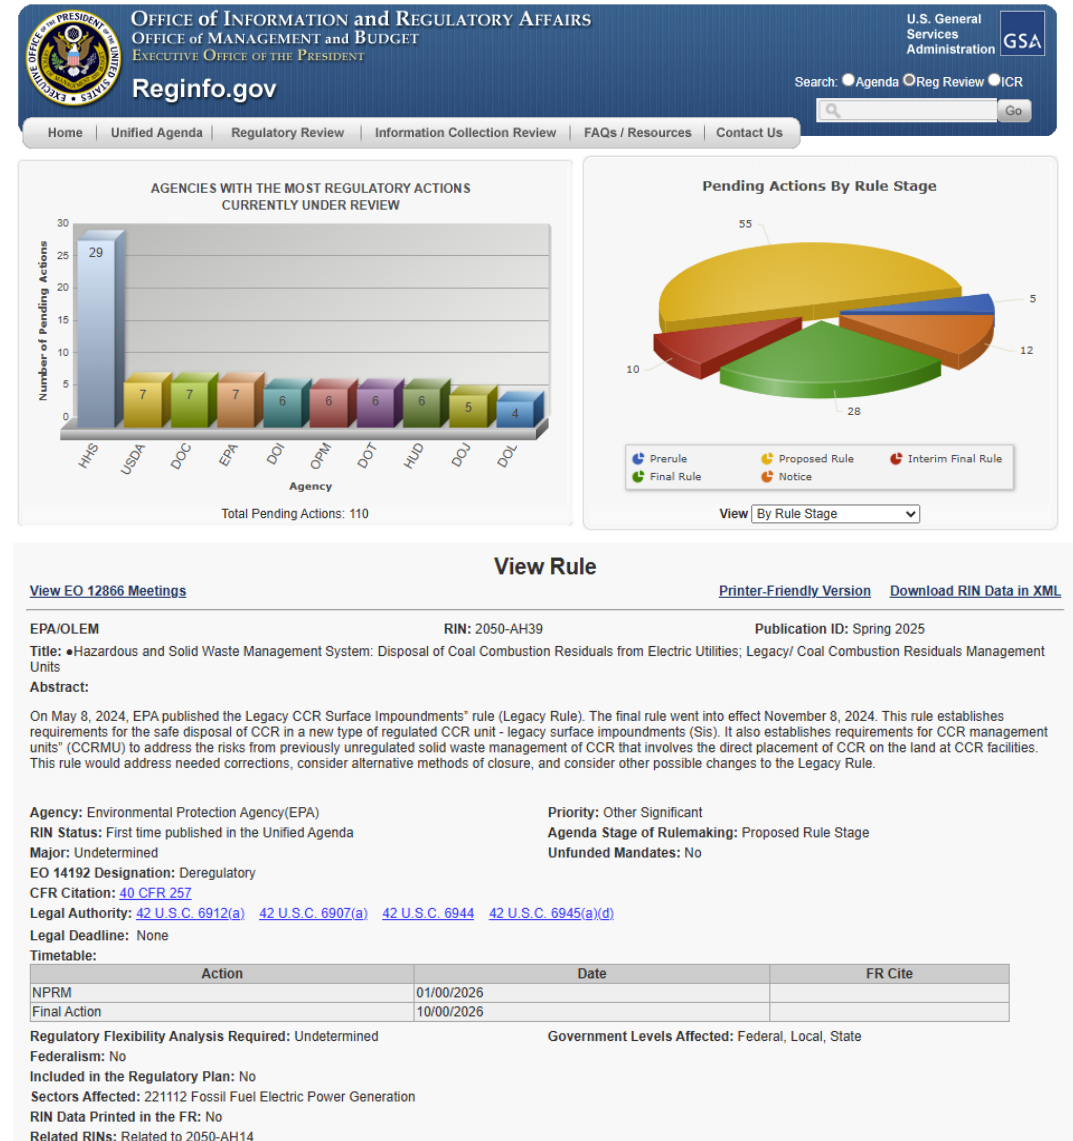 OFFICE of INFORMATION and REGULATORY AFFAIRS
OFFICE of MANAGEMENT and BUDGET
EXECUTIVE OFFICE OF THE PRESIDENT
Reginfo.gov
U.S. General
Services
Administration
GSA
Search: Agenda Reg Review ICR
Go
Home | Unified Agenda | Regulatory Review | Information Collection Review | FAQs / Resources | Contact Us
AGENCIES WITH THE MOST REGULATORY ACTIONS
CURRENTLY UNDER REVIEW
Number of Pending Actions
30
25
20
15
10
5
0
29 7 7 7 6 6 6 6 5 4
HHS USDA DOC EPA DOI OPM DOT HUD DOJ DOL
Agency
Total Pending Actions: 110
Pending Actions By Rule Stage
55
5
12
10
28
Prerule Proposed Rule Interim Final Rule
Final Rule Notice
View By Rule Stage
View Rule
View EO 12866 Meetings Printer-Friendly Version Download RIN Data in XML
EPA/OLEM RIN: 2050-AH39 Publication ID: Spring 2025
Title: ●Hazardous and Solid Waste Management System: Disposal of Coal Combustion Residuals from Electric Utilities; Legacy/ Coal Combustion Residuals Management
Units
Abstract:
On May 8, 2024, EPA published the Legacy CCR Surface Impoundments” rule (Legacy Rule). The final rule went into effect November 8, 2024. This rule establishes
requirements for the safe disposal of CCR in a new type of regulated CCR unit - legacy surface impoundments (Sis). It also establishes requirements for CCR management
units” (CCRMU) to address the risks from previously unregulated solid waste management of CCR that involves the direct placement of CCR on the land at CCR facilities.
This rule would address needed corrections, consider alternative methods of closure, and consider other possible changes to the Legacy Rule.
Agency: Environmental Protection Agency(EPA) Priority: Other Significant
RIN Status: First time published in the Unified Agenda Agenda Stage of Rulemaking: Proposed Rule Stage
Major: Undetermined Unfunded Mandates: No
EO 14192 Designation: Deregulatory
CFR Citation: 40 CFR 257
Legal Authority: 42 U.S.C. 6912(a) 42 U.S.C. 6907(a) 42 U.S.C. 6944 42 U.S.C. 6945(a)(d)
Legal Deadline: None
Timetable:
Action Date FR Cite
NPRM 01/00/2026
Final Action 10/00/2026
Regulatory Flexibility Analysis Required: Undetermined Government Levels Affected: Federal, Local, State
Federalism: No
Included in the Regulatory Plan: No
Sectors Affected: 221112 Fossil Fuel Electric Power Generation
RIN Data Printed in the FR: No
Related RINs: Related to 2050-AH14